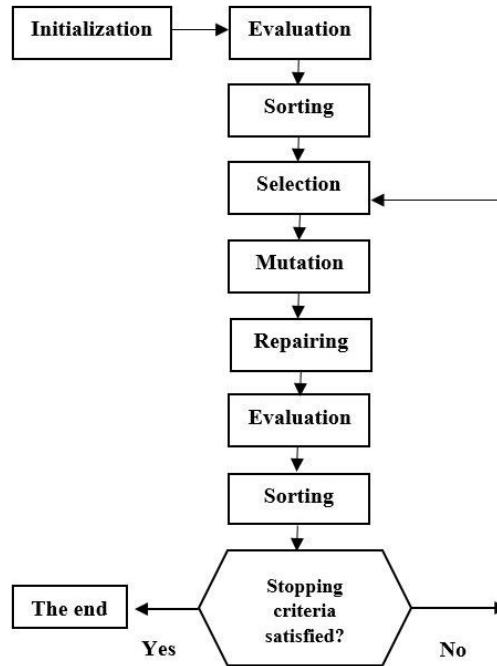 Initialization
Evaluation
Sorting
Selection
Mutation
Repairing
Evaluation
Sorting
Stopping
criteria
satisfied?
The end
Yes
No